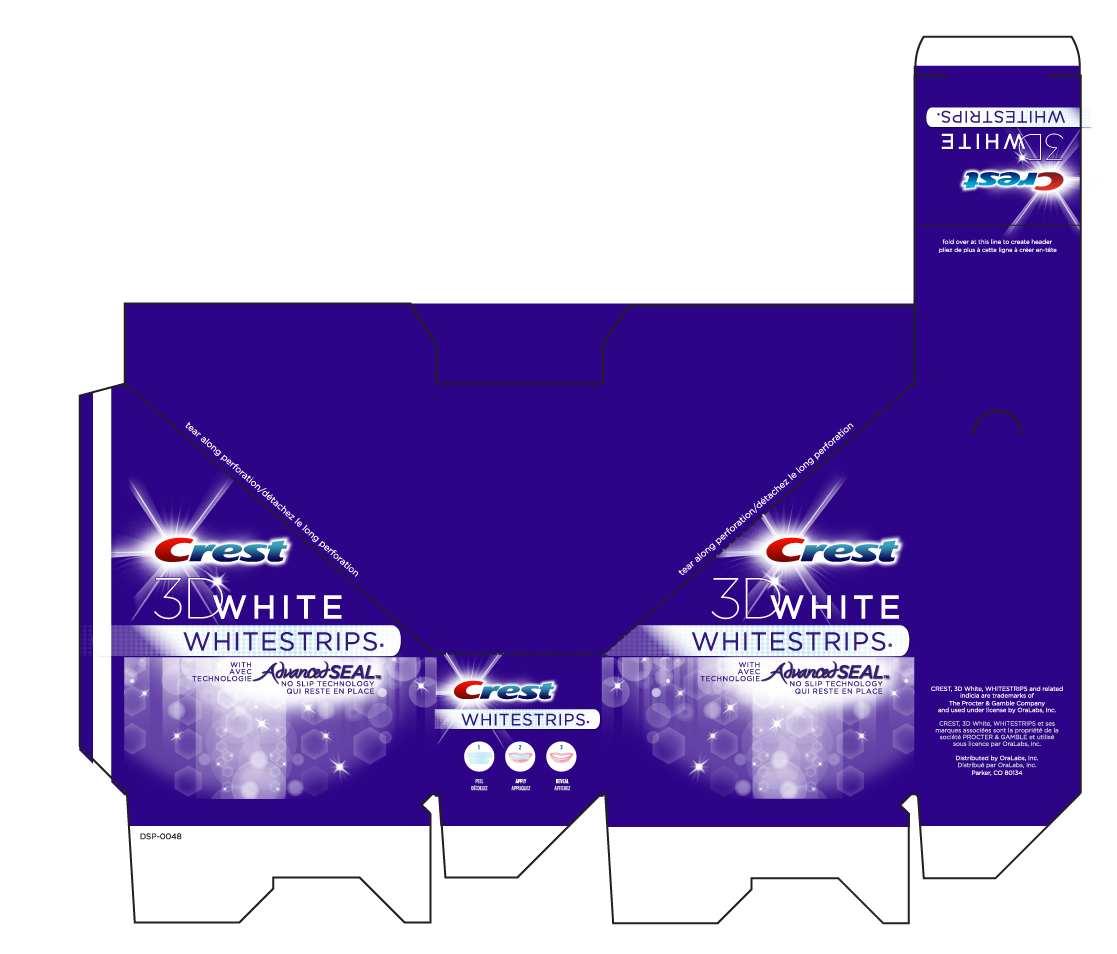 WHITESTRIPS.
3D WHITE
Crest
fold over at this line to create header
pliez de plus à cette ligne à créer en-tête
tear along perforation/détachez le long perforation
Crest
3D WHITE
WHITESTRIPS.
WITH
AVEC
TECHNOLOGIE
Advanced SEAL™
NO SLIP TECHNOLOGY
QUI RESTE EN PLACE
DSP-0048
Crest
WHITESTRIPS.
1
2
3
PEEL
DÉCOLLEZ
APPLY
APPLIQUEZ
REVEAL
AFFICHEZ
tear along perforation/détachez le long perforation
Crest
3D WHITE
WHITESTRIPS.
WITH
AVEC
TECHNOLOGIE
Advanced SEAL™
NO SLIP TECHNOLOGY
QUI RESTE EN PLACE
CREST, 3D White, WHITESTRIPS and related
indicia are trademarks of
The Procter & Gamble Company
and used under license by OraLabs, Inc.
CREST, 3D White, WHITESTRIPS et ses
marques associées sont la propriété de la
société PROCTER & GAMBLE et utilisé
sous licence par OraLabs, Inc.
Distributed by OraLabs, Inc.
Distribué par OraLabs, Inc.
Parker, CO 80134